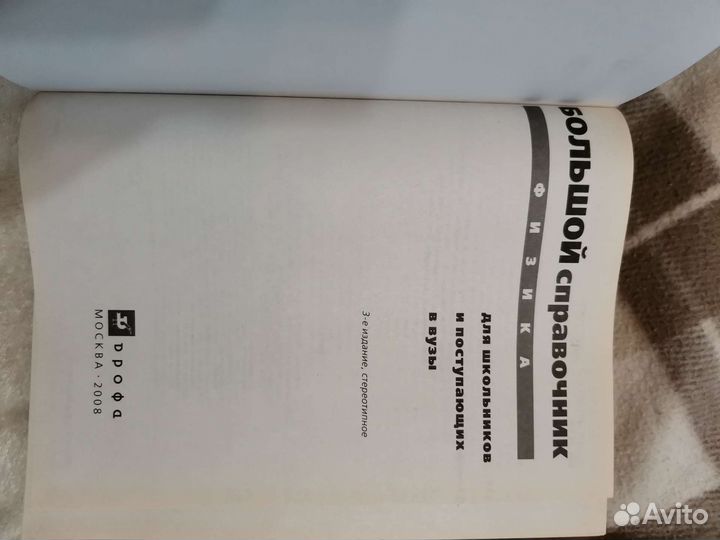 БОЛЬШОЙ справочник
ФИЗИКА
для школьников
и поступающих
в вузы
3-е издание, стереотипное
дрофа
МОСКВА · 2008
Avito